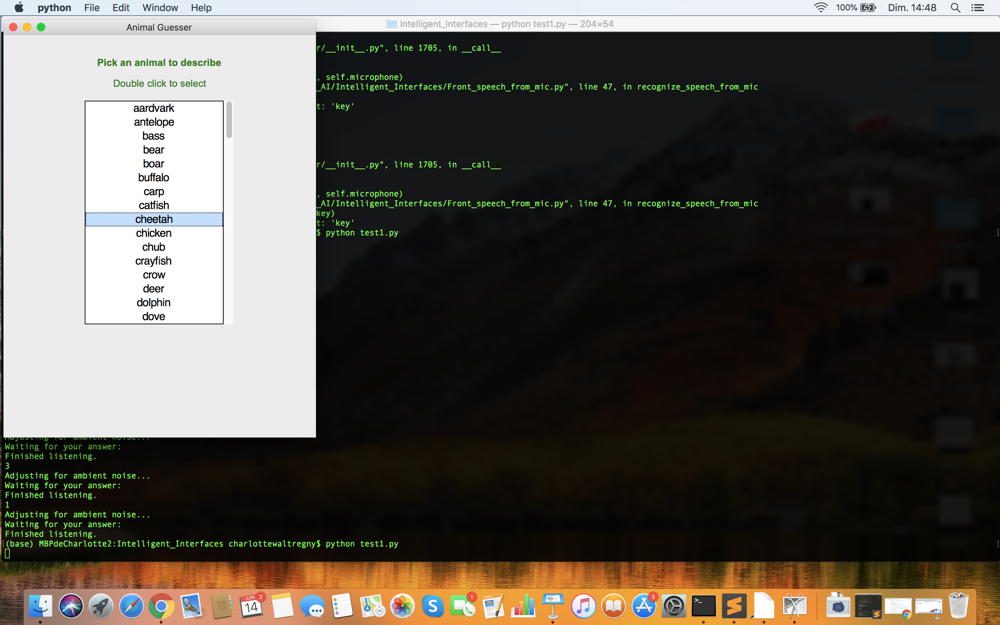 python File Edit Window Help 100% Dim. 14:48
Intelligent_Interfaces — python test1.py — 204×54
Animal Guesser
Pick an animal to describe
Double click to select
aardvark
antelope
bass
bear
boar
buffalo
carp
catfish
cheetah
chicken
chub
crayfish
crow
deer
dolphin
dove
r/__init__.py", line 1705, in __call__
, self.microphone)
_AI/Intelligent_Interfaces/Front_speech_from_mic.py", line 47, in recognize_speech_from_mic
t: 'key'
r/__init__.py", line 1705, in __call__
, self.microphone)
_AI/Intelligent_Interfaces/Front_speech_from_mic.py", line 47, in recognize_speech_from_mic
key)
t: 'key'
$ python test1.py ]
Adjusting for ambient noise...
Waiting for your answer:
Finished listening.
3
Adjusting for ambient noise...
Waiting for your answer:
Finished listening.
1
Adjusting for ambient noise...
Waiting for your answer:
Finished listening.
[(base) MBPdeCharlotte2:Intelligent_Interfaces charlottewaltregny$ python test1.py ]
JUIN 2
14
3D
S
1
PAGES
3
>_